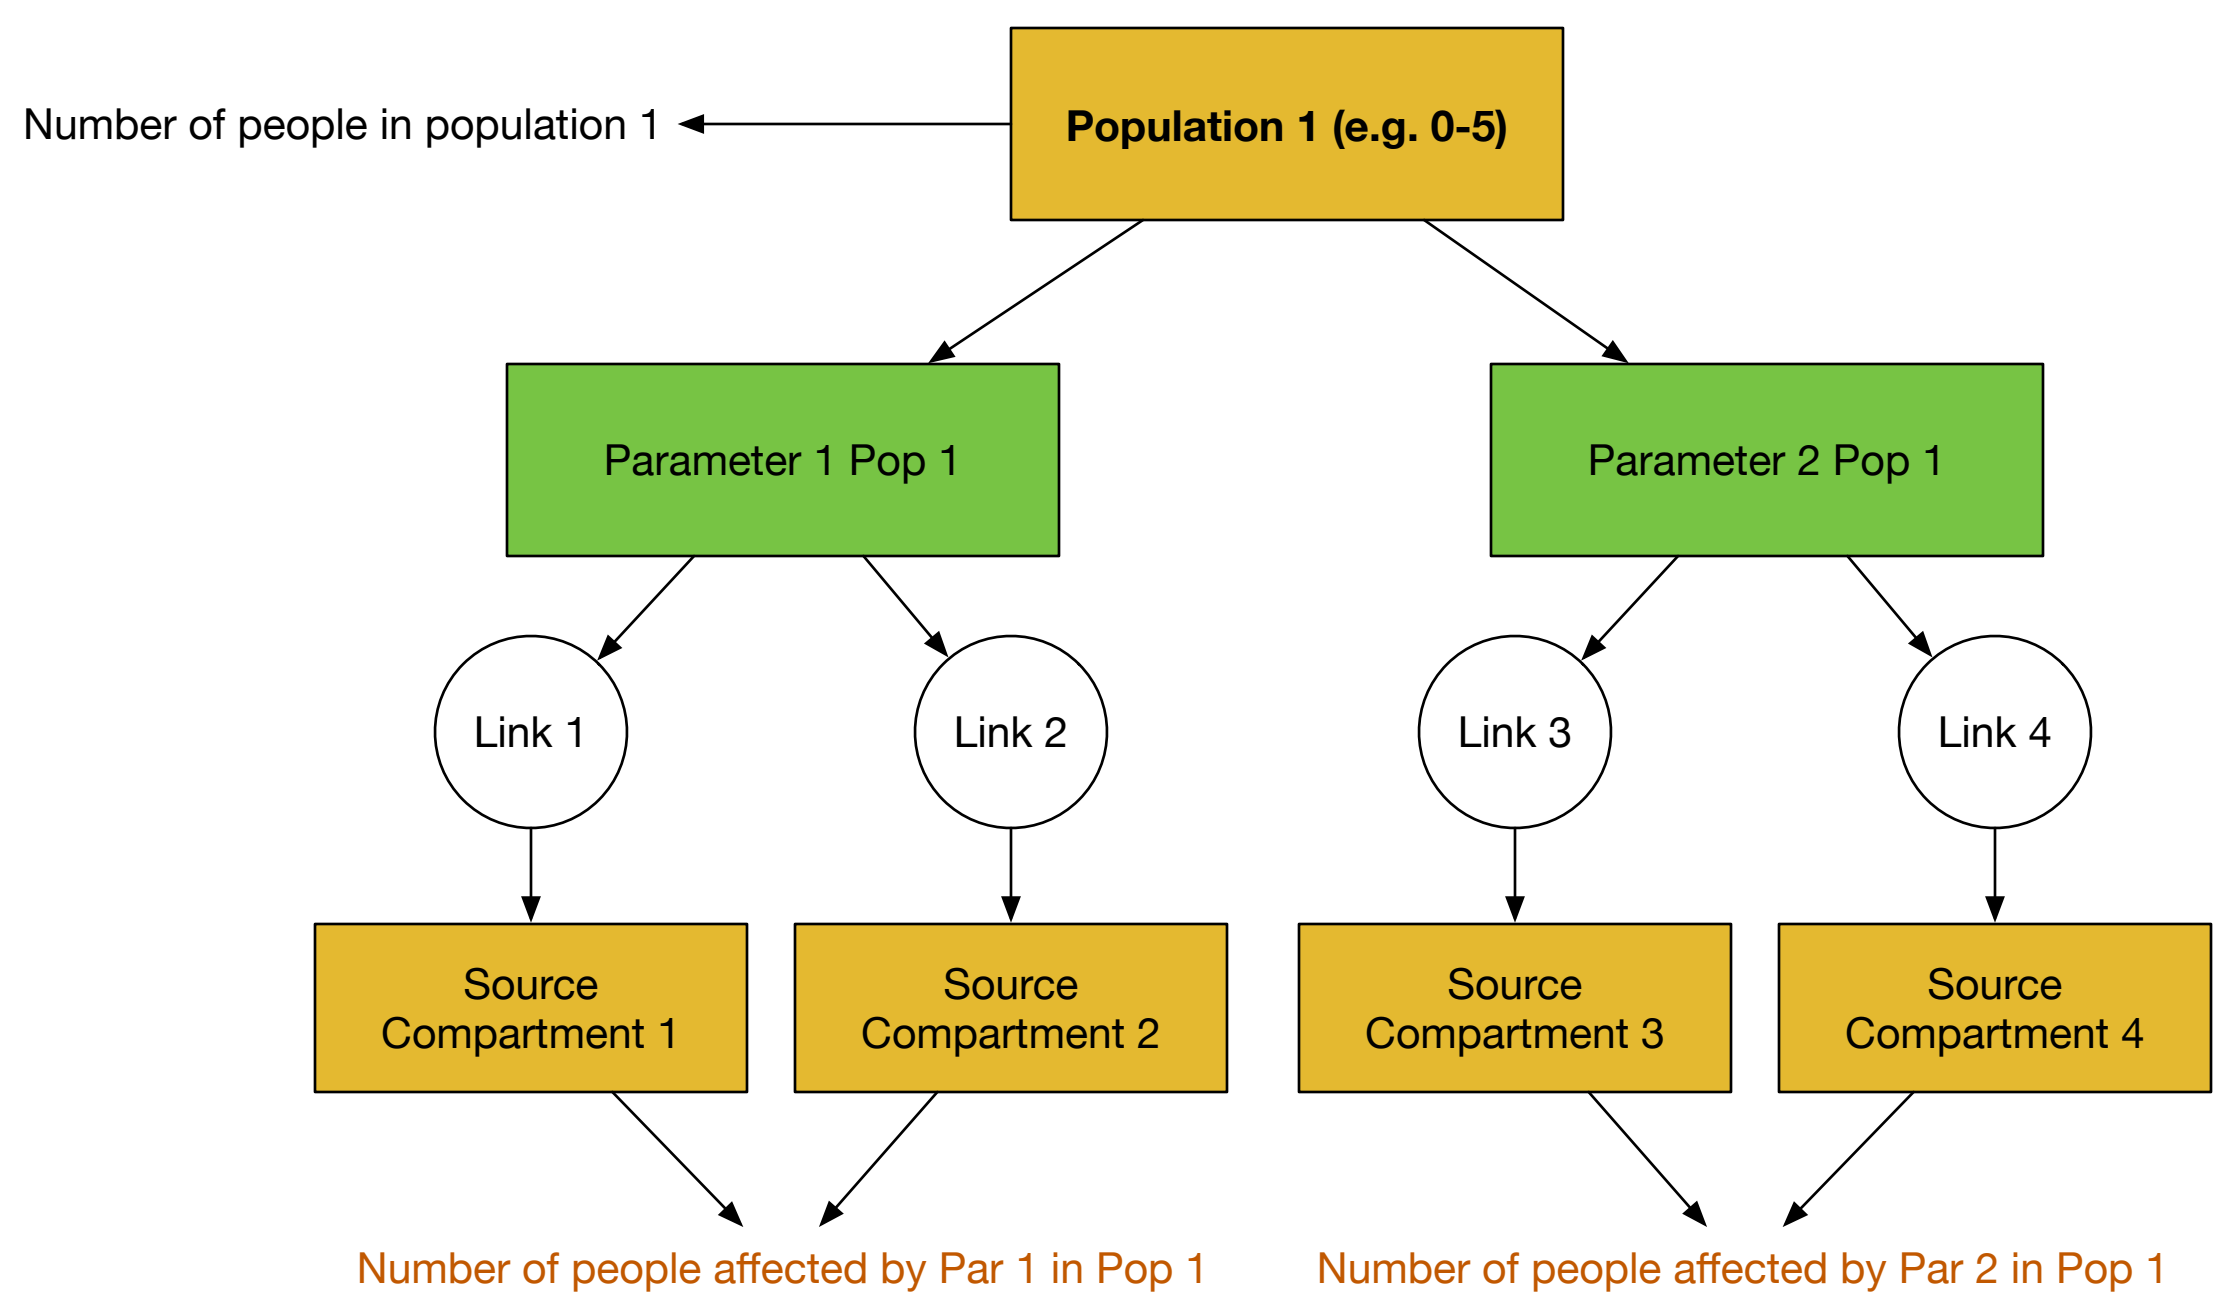 Number of people in population 1
Population 1 (e.g. 0-5)
Parameter 1 Pop 1
Parameter 2 Pop 1
Link 1
Link 2
Link 3
Link 4
Source
Compartment 1
Source
Compartment 2
Source
Compartment 3
Source
Compartment 4
Number of people affected by Par 1 in Pop 1
Number of people affected by Par 2 in Pop 1